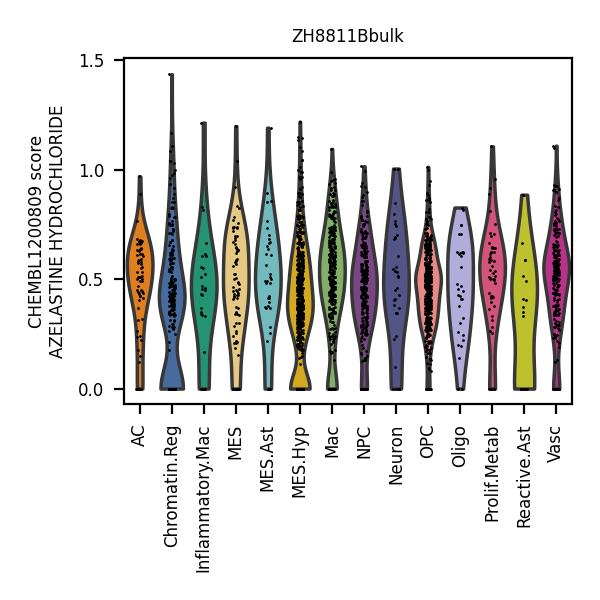 ZH8811Bbulk
CHEMBL1200809 score
AZELASTINE HYDROCHLORIDE
1.5
1.0
0.5
0.0
AC
Chromatin.Reg
Inflammatory.Mac
MES
MES.Ast
MES.Hyp
Mac
NPC
Neuron
OPC
Oligo
Prolif.Metab
Reactive.Ast
Vasc